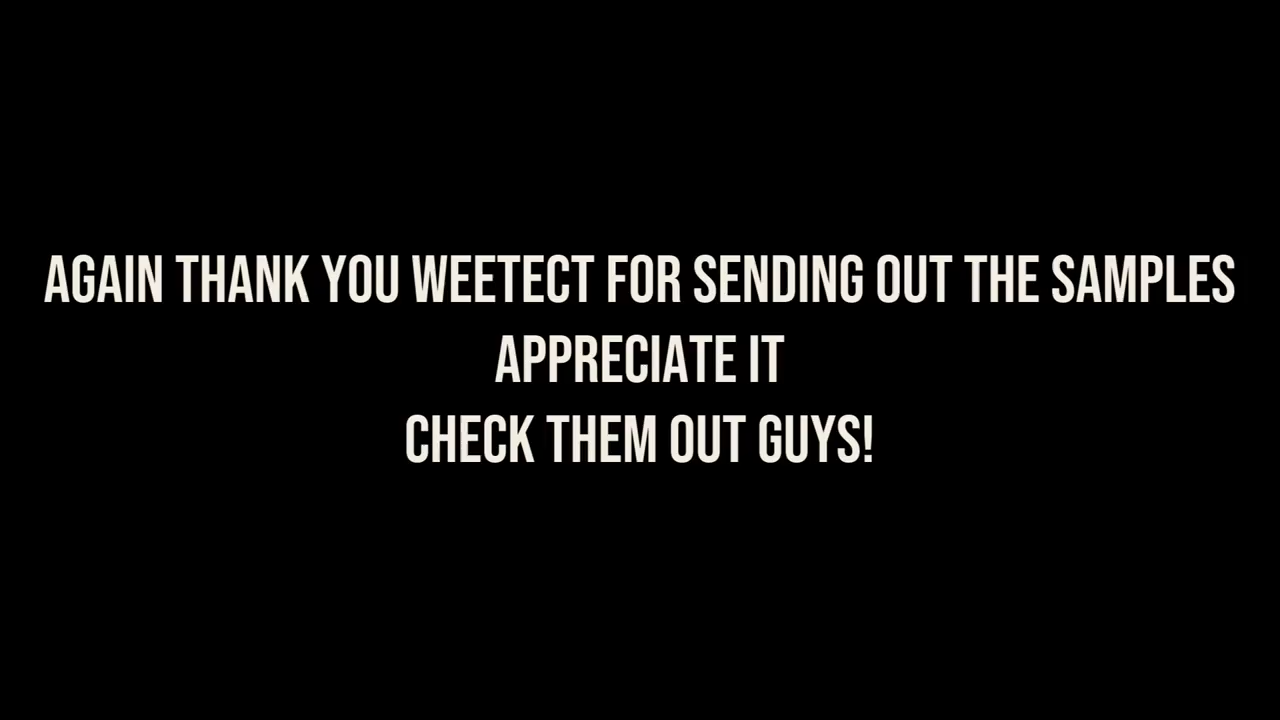 AGAIN THANK YOU WEETECT FOR SENDING OUT THE SAMPLES
APPRECIATE IT
CHECK THEM OUT GUYS!